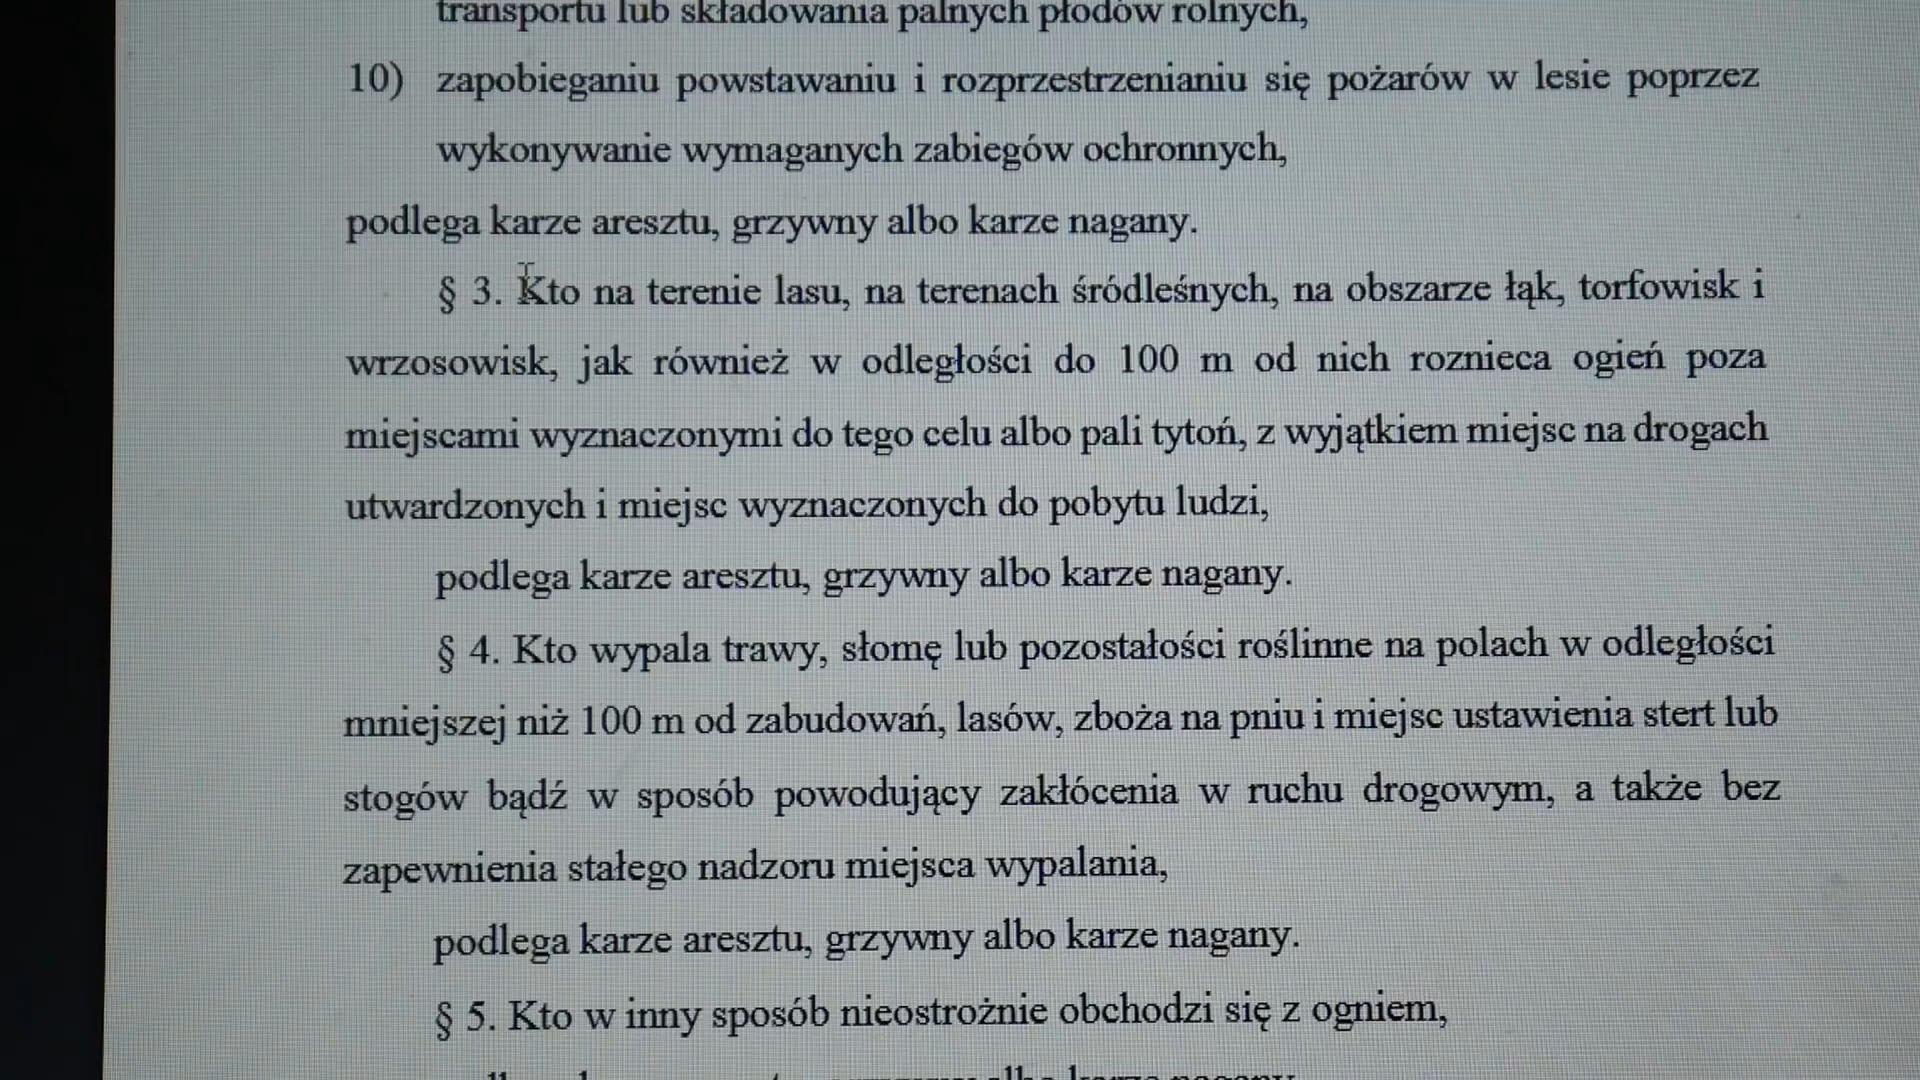 transportu lub składowania palnych płodów rolnych,
10) zapobieganiu powstawaniu i rozprzestrzenianiu się pożarów w lesie poprzez
wykonywanie wymaganych zabiegów ochronnych,
podlega karze aresztu, grzywny albo karze nagany.
§ 3. Kto na terenie lasu, na terenach śródleśnych, na obszarze łąk, torfowisk i
wrzosowisk, jak również w odległości do 100 m od nich roznieca ogień poza
miejscami wyznaczonymi do tego celu albo pali tytoń, z wyjątkiem miejsc na drogach
utwardzonych i miejsc wyznaczonych do pobytu ludzi,
podlega karze aresztu, grzywny albo karze nagany.
§ 4. Kto wypala trawy, słomę lub pozostałości roślinne na polach w odległości
mniejszej niż 100 m od zabudowań, lasów, zboża na pniu i miejsc ustawienia stert lub
stogów bądź w sposób powodujący zakłócenia w ruchu drogowym, a także bez
zapewnienia stałego nadzoru miejsca wypalania,
podlega karze aresztu, grzywny albo karze nagany.
§ 5. Kto w inny sposób nieostrożnie obchodzi się z ogniem,